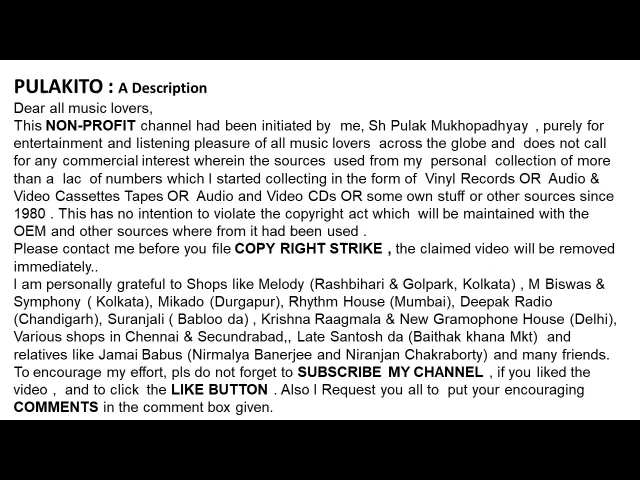 PULAKITO : A Description
Dear all music lovers,
This NON-PROFIT channel had been initiated by me, Sh Pulak Mukhopadhyay , purely for
entertainment and listening pleasure of all music lovers across the globe and does not call
for any commercial interest wherein the sources used from my personal collection of more
than a lac of numbers which I started collecting in the form of Vinyl Records OR Audio &
Video Cassettes Tapes OR Audio and Video CDs OR some own stuff or other sources since
1980 . This has no intention to violate the copyright act which will be maintained with the
OEM and other sources where from it had been used .
Please contact me before you file COPY RIGHT STRIKE , the claimed video will be removed
immediately..
I am personally grateful to Shops like Melody (Rashbihari & Golpark, Kolkata) , M Biswas &
Symphony ( Kolkata), Mikado (Durgapur), Rhythm House (Mumbai), Deepak Radio
(Chandigarh), Suranjali ( Babloo da) , Krishna Raagmala & New Gramophone House (Delhi),
Various shops in Chennai & Secundrabad,, Late Santosh da (Baithak khana Mkt) and
relatives like Jamai Babus (Nirmalya Banerjee and Niranjan Chakraborty) and many friends.
To encourage my effort, pls do not forget to SUBSCRIBE MY CHANNEL , if you liked the
video , and to click the LIKE BUTTON . Also I Request you all to put your encouraging
COMMENTS in the comment box given.